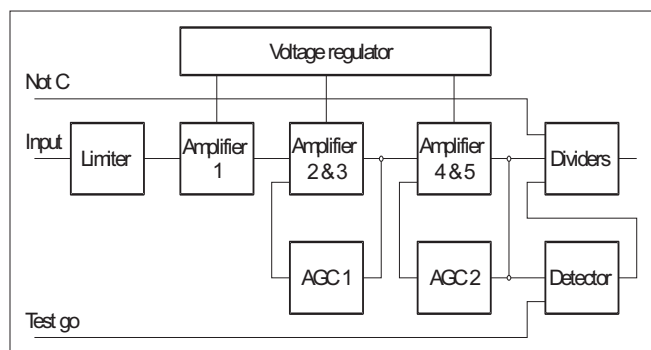 Voltage regulator
Not C
Input
Limiter
Amplifier
1
Amplifier
2 & 3
Amplifier
4 & 5
Dividers
AGC 1
AGC 2
Detector
Test go